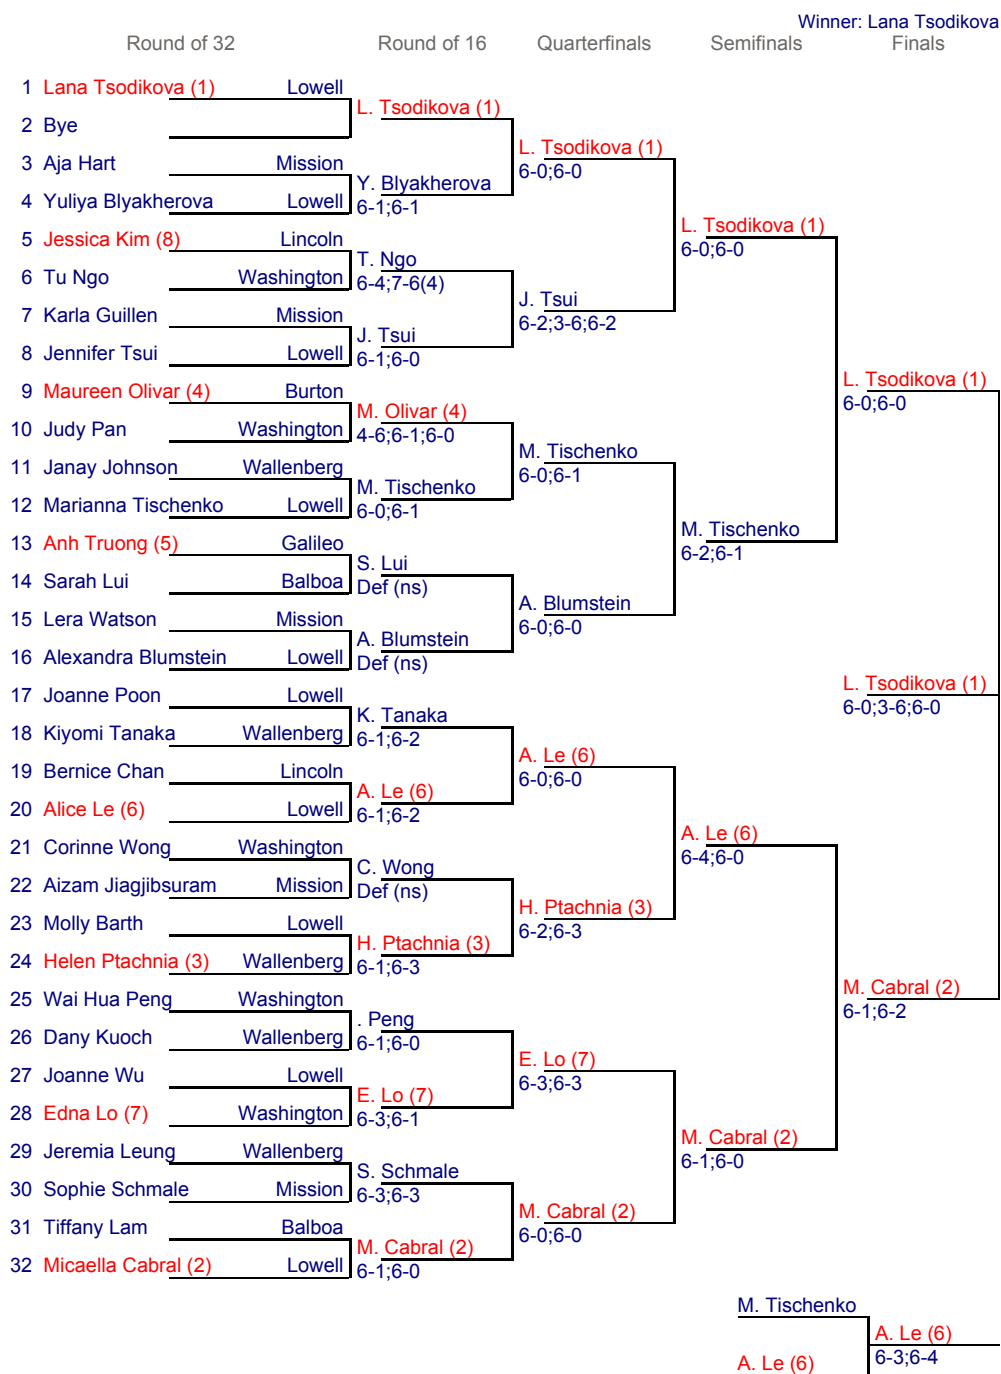 Winner: Lana Tsodikova
Round of 32 Round of 16 Quarterfinals Semifinals Finals
1 Lana Tsodikova (1) Lowell
L. Tsodikova (1)
2 Bye
L. Tsodikova (1)
6-0;6-0
3 Aja Hart Mission
Y. Blyakherova
6-1;6-1
4 Yuliya Blyakherova Lowell
L. Tsodikova (1)
6-0;6-0
5 Jessica Kim (8) Lincoln
T. Ngo
6-4;7-6(4)
6 Tu Ngo Washington
J. Tsui
6-2;3-6;6-2
7 Karla Guillen Mission
J. Tsui
6-1;6-0
8 Jennifer Tsui Lowell
L. Tsodikova (1)
6-0;6-0
9 Maureen Olivar (4) Burton
M. Olivar (4)
4-6;6-1;6-0
10 Judy Pan Washington
M. Tischenko
6-0;6-1
11 Janay Johnson Wallenberg
M. Tischenko
6-0;6-1
12 Marianna Tischenko Lowell
M. Tischenko
6-2;6-1
13 Anh Truong (5) Galileo
S. Lui
Def (ns)
14 Sarah Lui Balboa
A. Blumstein
6-0;6-0
15 Lera Watson Mission
A. Blumstein
Def (ns)
16 Alexandra Blumstein Lowell
L. Tsodikova (1)
6-0;3-6;6-0
17 Joanne Poon Lowell
K. Tanaka
6-1;6-2
18 Kiyomi Tanaka Wallenberg
A. Le (6)
6-0;6-0
19 Bernice Chan Lincoln
A. Le (6)
6-1;6-2
20 Alice Le (6) Lowell
A. Le (6)
6-4;6-0
21 Corinne Wong Washington
C. Wong
Def (ns)
22 Aizam Jiagjibsuram Mission
H. Ptachnia (3)
6-2;6-3
23 Molly Barth Lowell
H. Ptachnia (3)
6-1;6-3
24 Helen Ptachnia (3) Wallenberg
M. Cabral (2)
6-1;6-2
25 Wai Hua Peng Washington
. Peng
6-1;6-0
26 Dany Kuoch Wallenberg
E. Lo (7)
6-3;6-3
27 Joanne Wu Lowell
E. Lo (7)
6-3;6-1
28 Edna Lo (7) Washington
M. Cabral (2)
6-1;6-0
29 Jeremia Leung Wallenberg
S. Schmale
6-3;6-3
30 Sophie Schmale Mission
M. Cabral (2)
6-0;6-0
31 Tiffany Lam Balboa
M. Cabral (2)
6-1;6-0
32 Micaella Cabral (2) Lowell
M. Tischenko
A. Le (6)
6-3;6-4
A. Le (6)